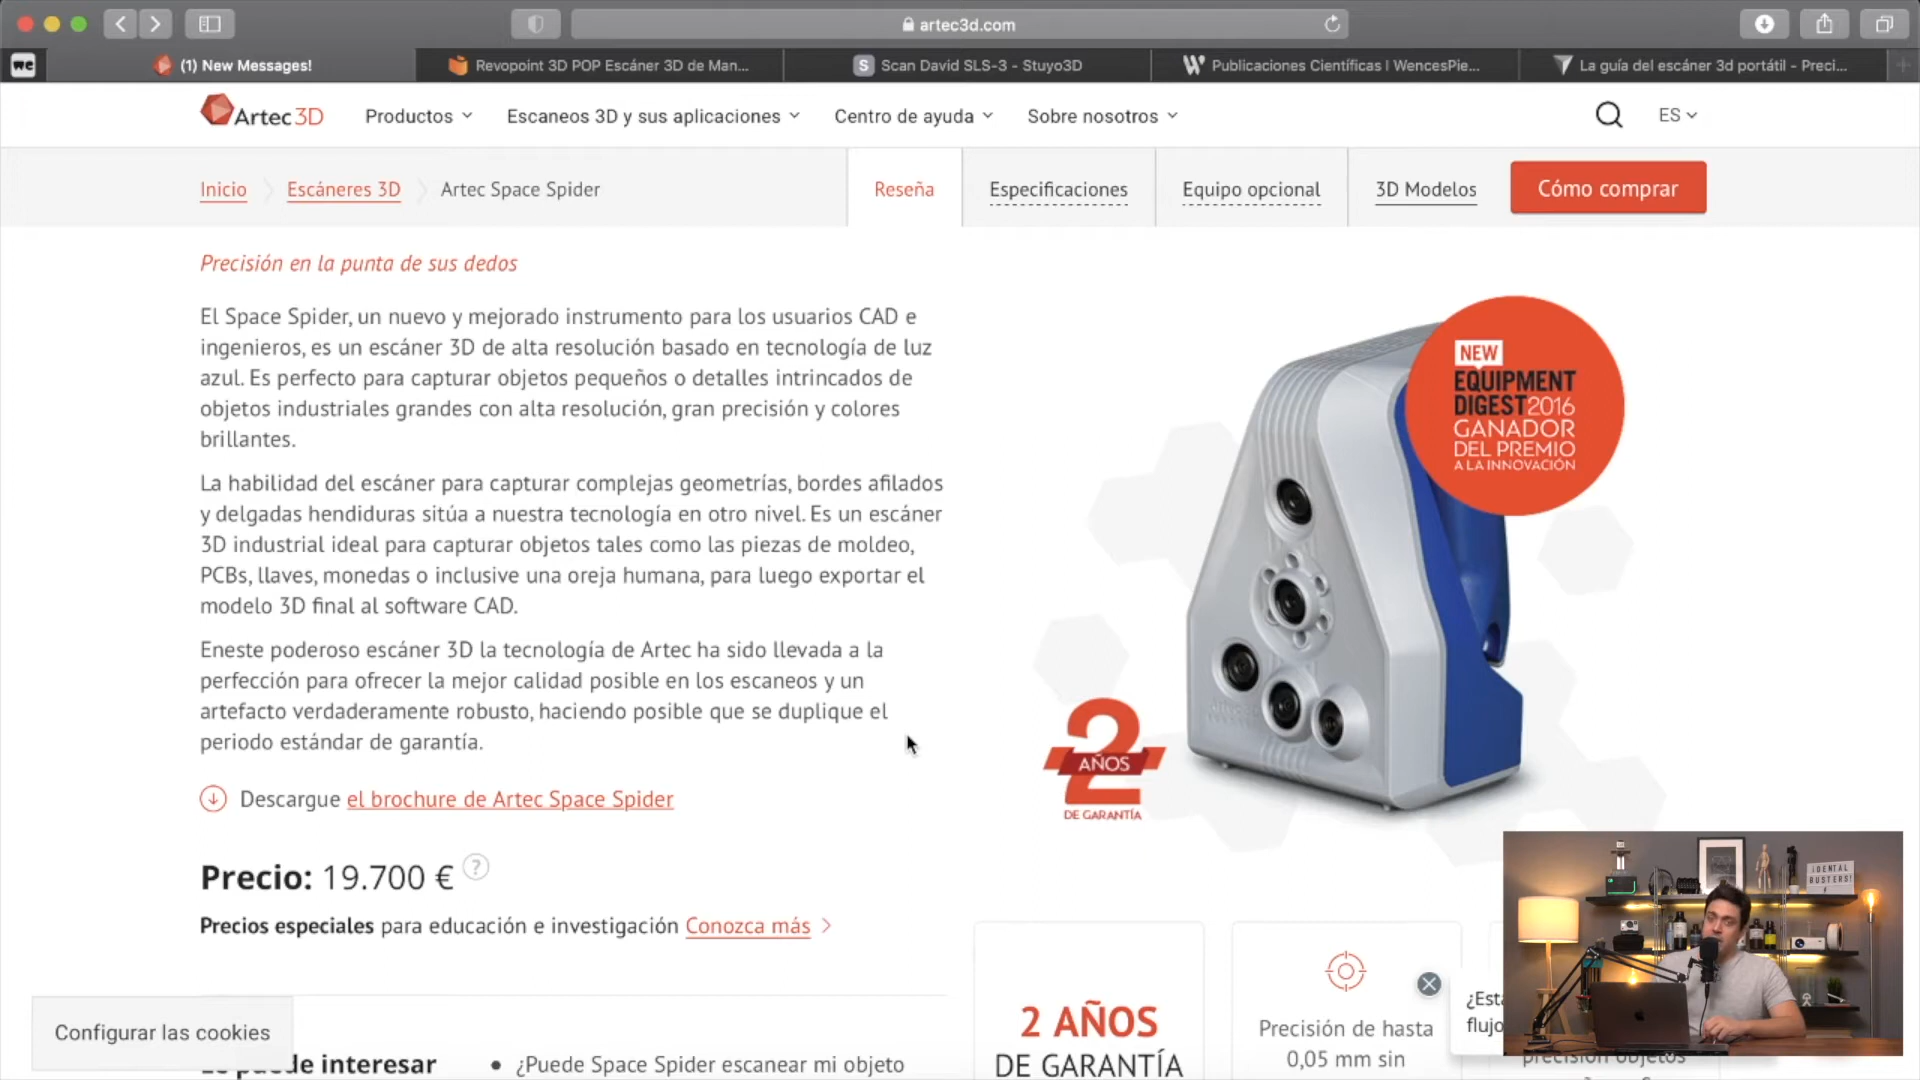 artec3d.com
we
(1) New Messages!
Revopoint 3D POP Escáner 3D de Man...
S Scan David SLS-3 - Stuyo3D
Publicaciones Científicas | WencesPie...
La guía del escáner 3d portátil - Preci...
Artec3D
Productos
Escaneos 3D y sus aplicaciones
Centro de ayuda
Sobre nosotros
ES
Inicio
Escáneres 3D
Artec Space Spider
Reseña
Especificaciones
Equipo opcional
3D Modelos
Cómo comprar
Precisión en la punta de sus dedos
El Space Spider, un nuevo y mejorado instrumento para los usuarios CAD e
ingenieros, es un escáner 3D de alta resolución basado en tecnología de luz
azul. Es perfecto para capturar objetos pequeños o detalles intrincados de
objetos industriales grandes con alta resolución, gran precisión y colores
brillantes.
La habilidad del escáner para capturar complejas geometrías, bordes afilados
y delgadas hendiduras sitúa a nuestra tecnología en otro nivel. Es un escáner
3D industrial ideal para capturar objetos tales como las piezas de moldeo,
PCBs, llaves, monedas o inclusive una oreja humana, para luego exportar el
modelo 3D final al software CAD.
Eneste poderoso escáner 3D la tecnología de Artec ha sido llevada a la
perfección para ofrecer la mejor calidad posible en los escaneos y un
artefacto verdaderamente robusto, haciendo posible que se duplique el
periodo estándar de garantía.
Descargue el brochure de Artec Space Spider
Precio: 19.700 € ?
Precios especiales para educación e investigación Conozca más
NEW
EQUIPMENT
DIGEST2016
GANADOR
DEL PREMIO
A LA INNOVACIÓN
2
AÑOS
DE GARANTÍA
¡DENTAL
BUSTERS!
Configurar las cookies
¿Puede Space Spider escanear mi objeto
2 AÑOS
DE GARANTÍA
Precisión de hasta
0,05 mm sin
¿Está
flujo